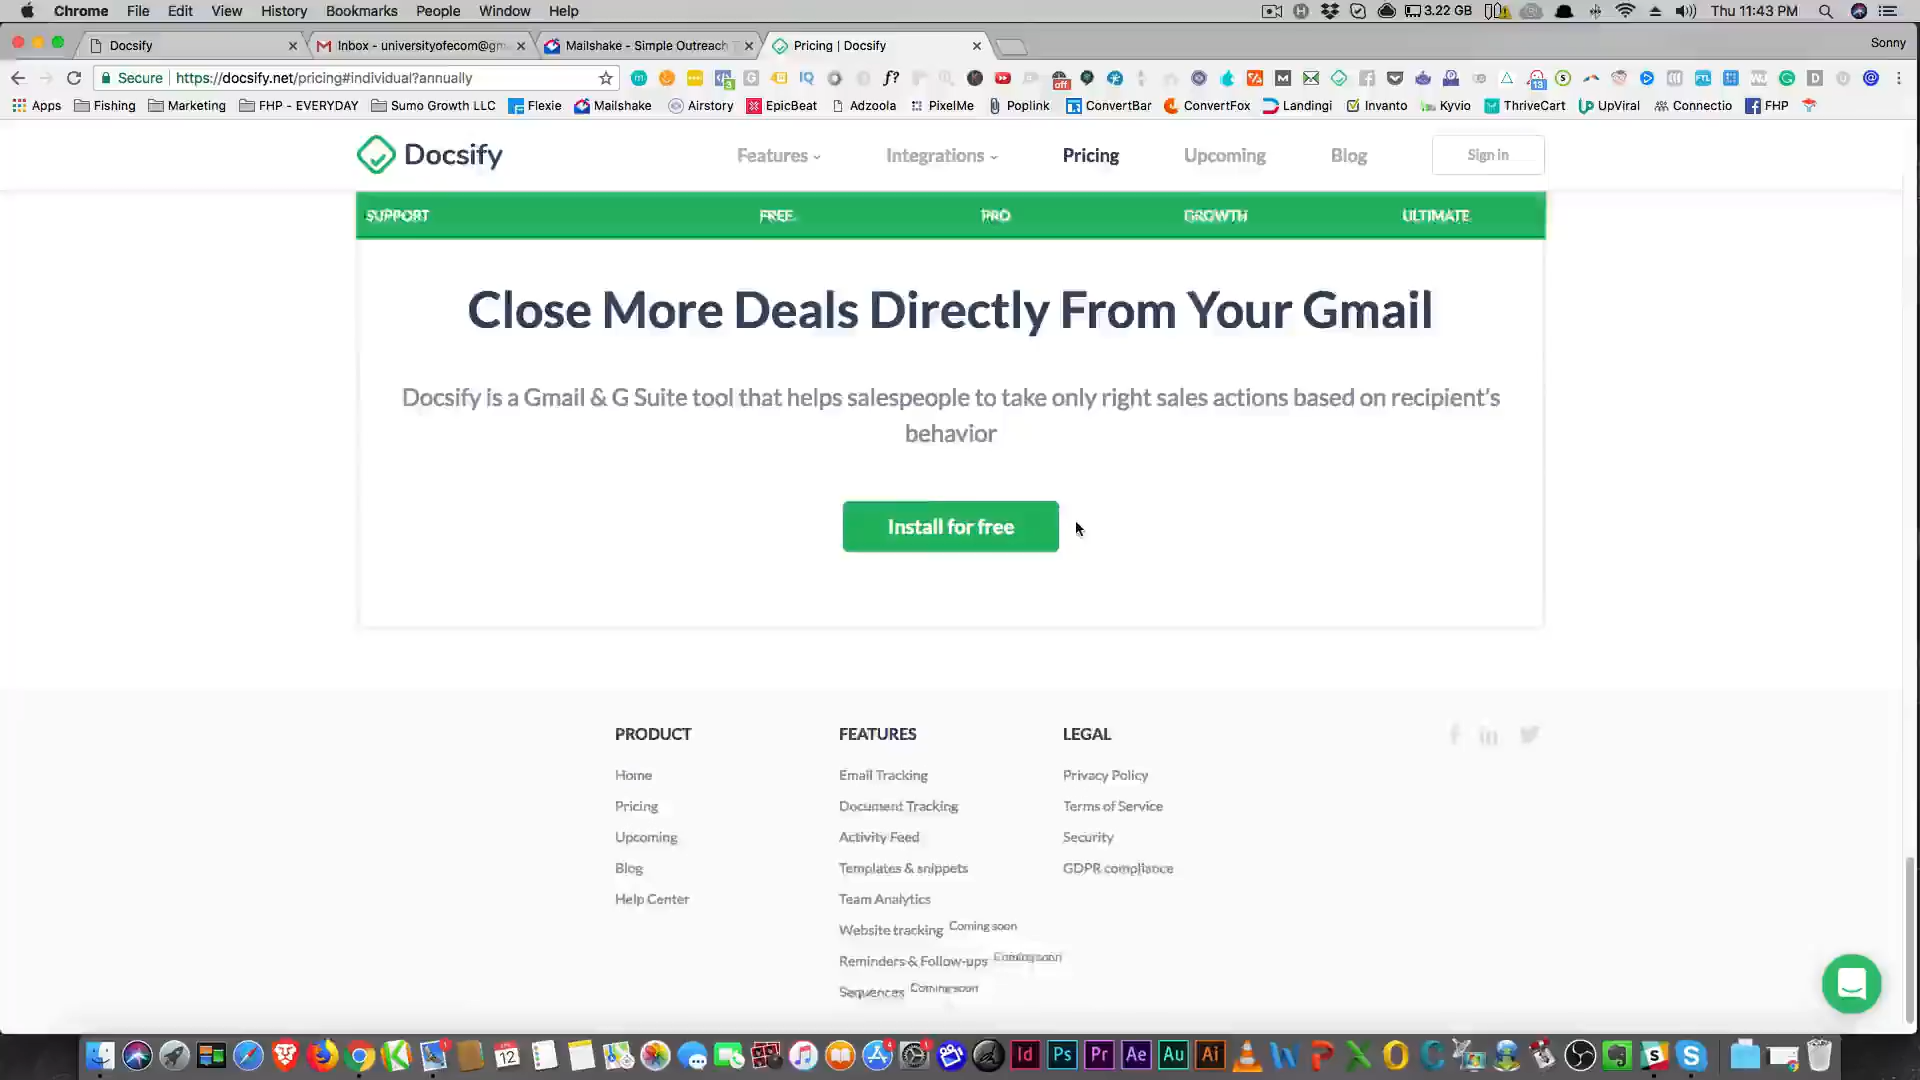 Chrome File Edit View History Bookmarks People Window Help 3.22 GB Thu 11:43 PM
Docsify
Inbox - universityofecom@gm
Mailshake - Simple Outreach T
Pricing | Docsify
Sonny
Secure https://docsify.net/pricing#individual?annually
Apps Fishing Marketing FHP - EVERYDAY Sumo Growth LLC Flexie Mailshake Airstory EpicBeat Adzoola PixelMe Poplink ConvertBar ConvertFox Landingi Invanto Kyvio ThriveCart UpViral Connectio FHP
Docsify Features Integrations Pricing Upcoming Blog Sign in
SUPPORT FREE PRO GROWTH ULTIMATE
Close More Deals Directly From Your Gmail
Docsify is a Gmail & G Suite tool that helps salespeople to take only right sales actions based on recipient's
behavior
Install for free
PRODUCT
Home
Pricing
Upcoming
Blog
Help Center
FEATURES
Email Tracking
Document Tracking
Activity Feed
Templates & snippets
Team Analytics
Website tracking Coming soon
Reminders & Follow-ups Coming soon
Sequences Coming soon
LEGAL
Privacy Policy
Terms of Service
Security
GDPR compliance